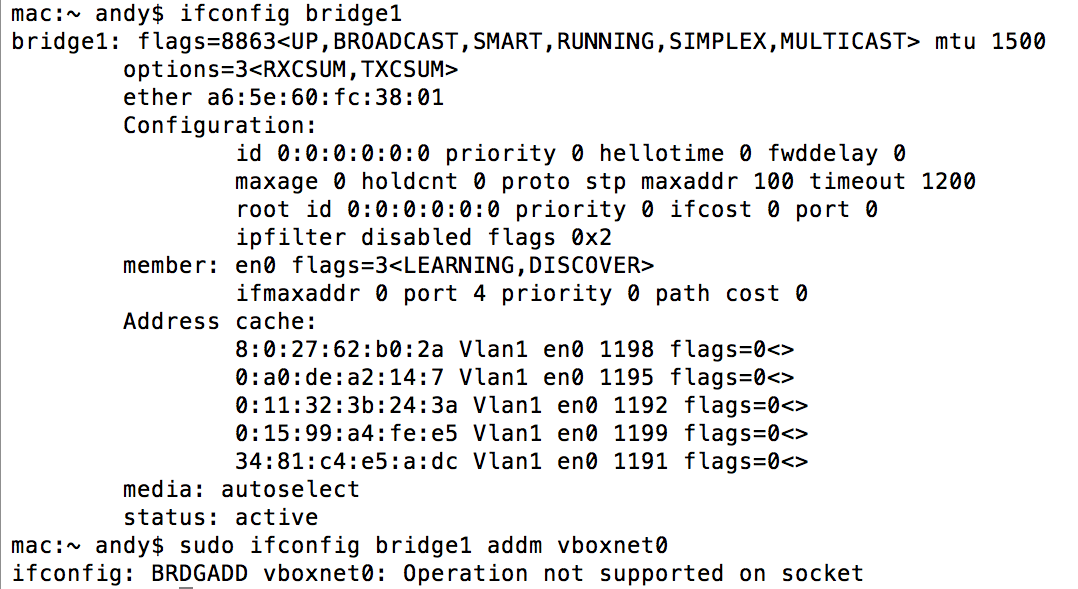 mac:~ andy$ ifconfig bridge1
bridge1: flags=8863<UP,BROADCAST,SMART,RUNNING,SIMPLEX,MULTICAST> mtu 1500
options=3<RXCSUM,TXCSUM>
ether a6:5e:60:fc:38:01
Configuration:
id 0:0:0:0:0:0 priority 0 hellotime 0 fwddelay 0
maxage 0 holdcnt 0 proto stp maxaddr 100 timeout 1200
root id 0:0:0:0:0:0 priority 0 ifcost 0 port 0
ipfilter disabled flags 0x2
member: en0 flags=3<LEARNING,DISCOVER>
ifmaxaddr 0 port 4 priority 0 path cost 0
Address cache:
8:0:27:62:b0:2a Vlan1 en0 1198 flags=0<>
0:a0:de:a2:14:7 Vlan1 en0 1195 flags=0<>
0:11:32:3b:24:3a Vlan1 en0 1192 flags=0<>
0:15:99:a4:fe:e5 Vlan1 en0 1199 flags=0<>
34:81:c4:e5:a:dc Vlan1 en0 1191 flags=0<>
media: autoselect
status: active
mac:~ andy$ sudo ifconfig bridge1 addm vboxnet0
ifconfig: BRDGADD vboxnet0: Operation not supported on socket